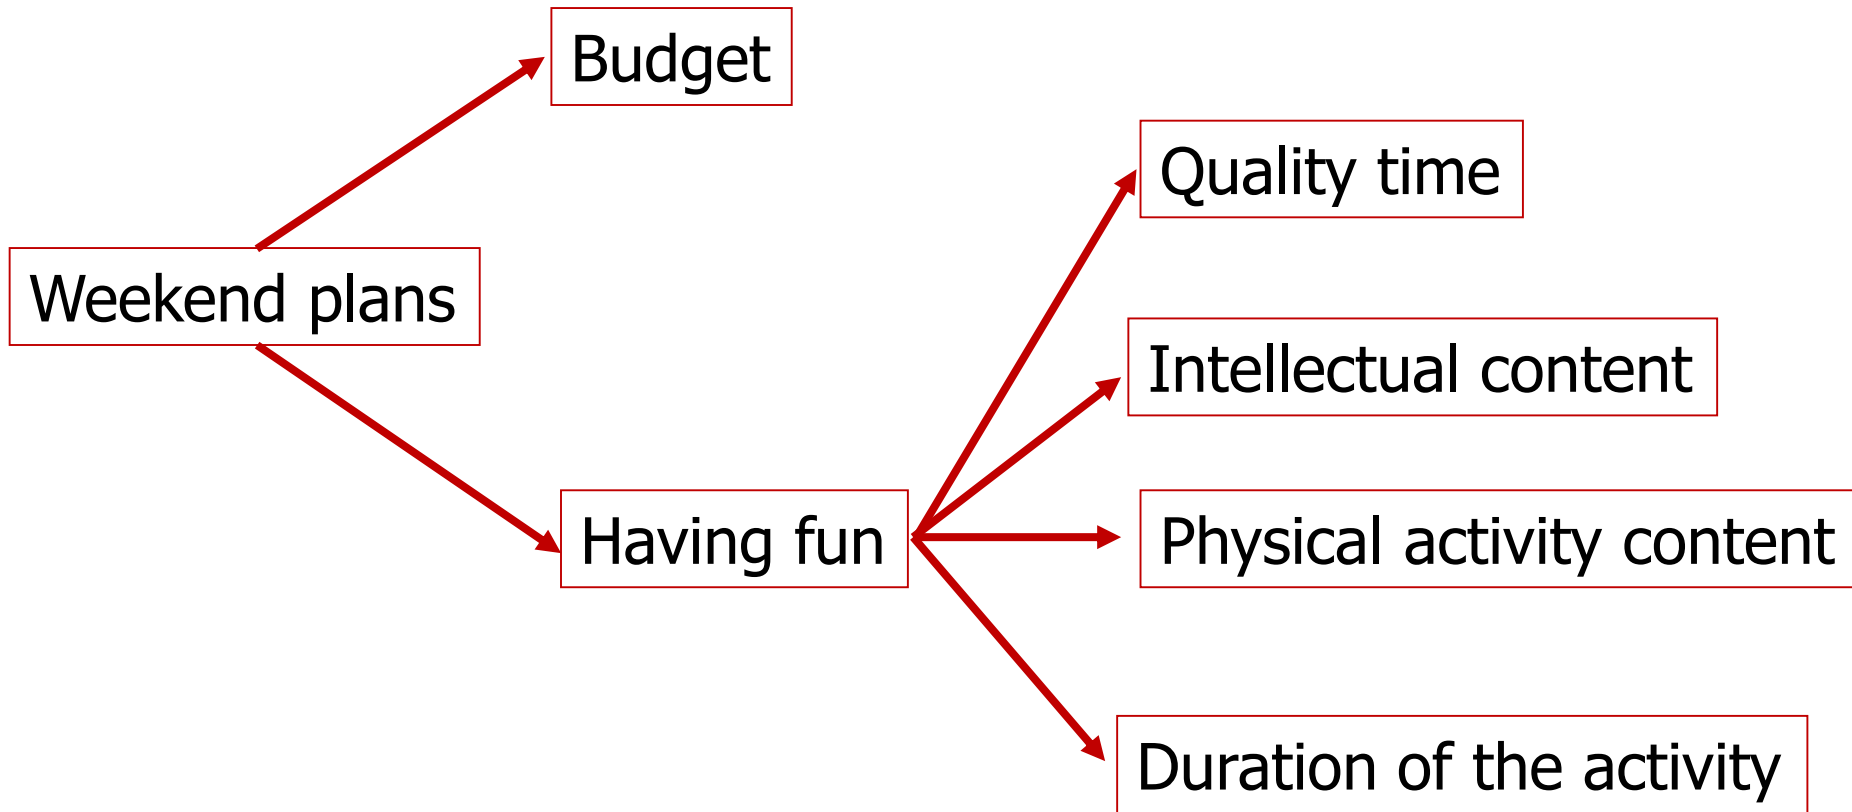 Budget
Quality time
Weekend plans
Intellectual content
Having fun
Physical activity content
Duration of the activity